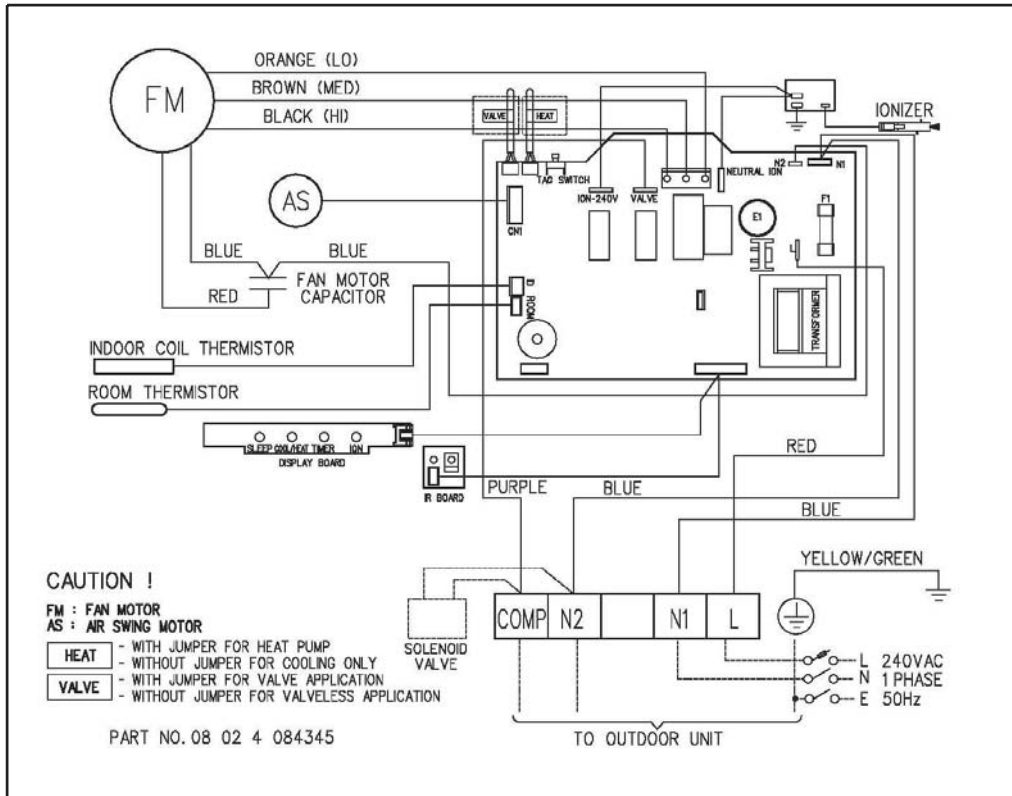 ORANGE (LO)
BROWN (MED)
BLACK (HI)
FM
VALVE
HEAT
IONIZER
TAC SWITCH
ION-240V
VALVE
NEUTRAL ION
N2
N1
AS
CN1
E1
F1
BLUE
BLUE
FAN MOTOR
CAPACITOR
RED
ROOM
TRANSFORMER
INDOOR COIL THERMISTOR
ROOM THERMISTOR
SLEEP COOL/HEAT TIMER ION
DISPLAY BOARD
IR BOARD
RED
PURPLE
BLUE
BLUE
YELLOW/GREEN
CAUTION !
FM : FAN MOTOR
AS : AIR SWING MOTOR
HEAT - WITH JUMPER FOR HEAT PUMP
- WITHOUT JUMPER FOR COOLING ONLY
VALVE - WITH JUMPER FOR VALVE APPLICATION
- WITHOUT JUMPER FOR VALVELESS APPLICATION
SOLENOID
VALVE
COMP N2 N1 L
L 240VAC
N 1 PHASE
E 50Hz
PART NO. 08 02 4 084345
TO OUTDOOR UNIT